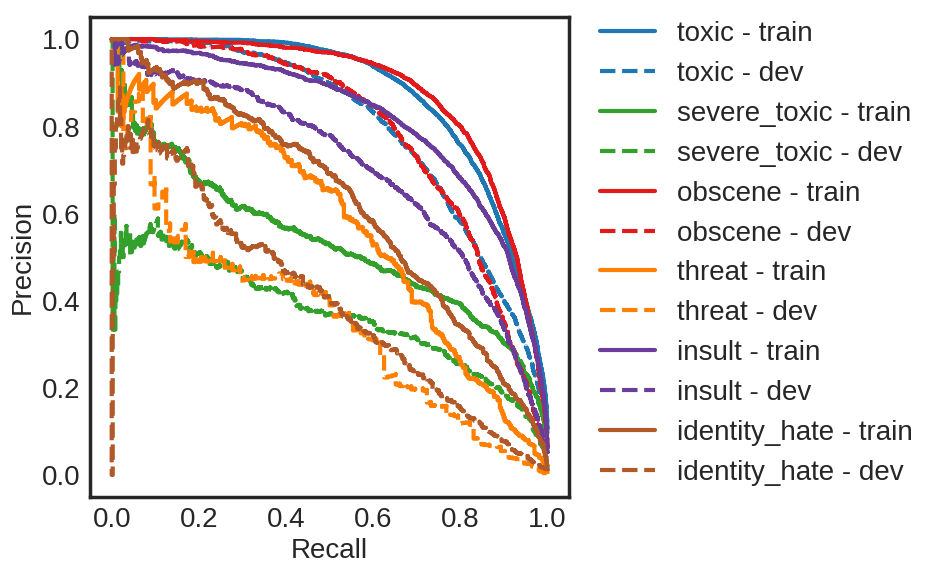 1.0
0.8
0.6
0.4
0.2
0.0
Precision
0.0 0.2 0.4 0.6 0.8 1.0
Recall
toxic - train
toxic - dev
severe_toxic - train
severe_toxic - dev
obscene - train
obscene - dev
threat - train
threat - dev
insult - train
insult - dev
identity_hate - train
identity_hate - dev